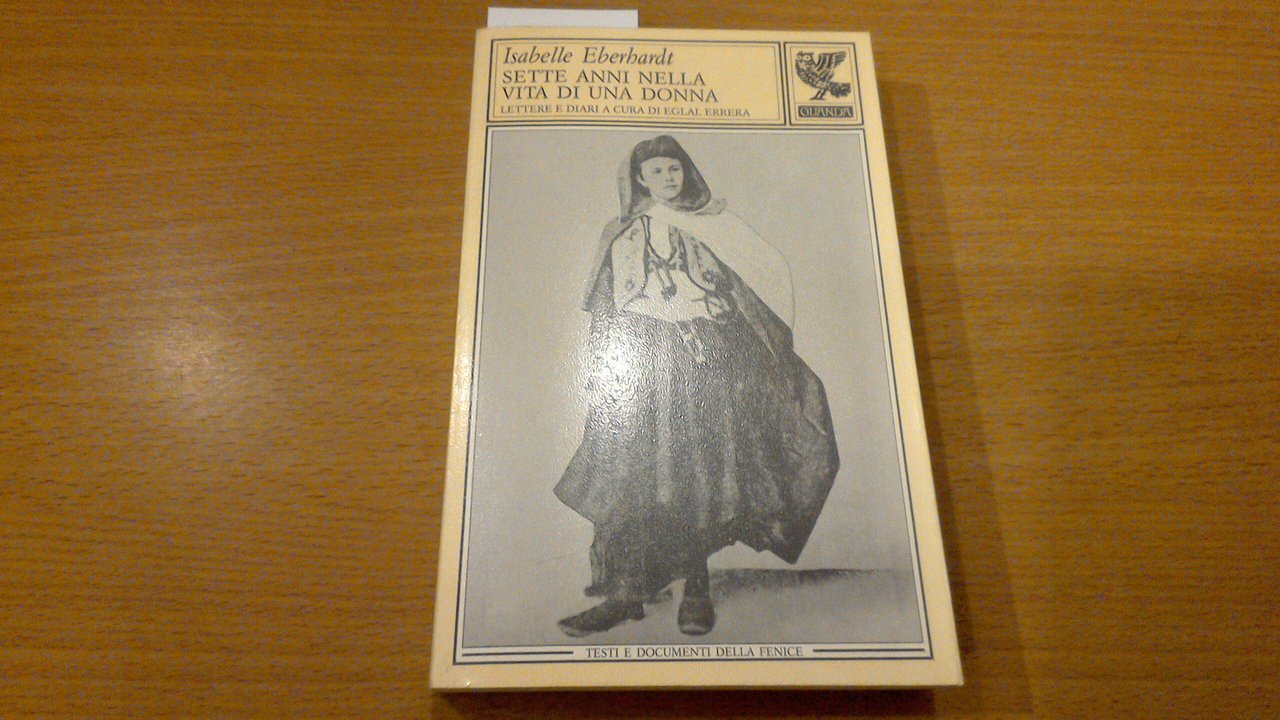 Isabelle Eberhardt
SETTE ANNI NELLA
VITA DI UNA DONNA
LETTERE E DIARI A CURA DI EGLAL ERRERA
GUANDA
TESTI E DOCUMENTI DELLA FENICE